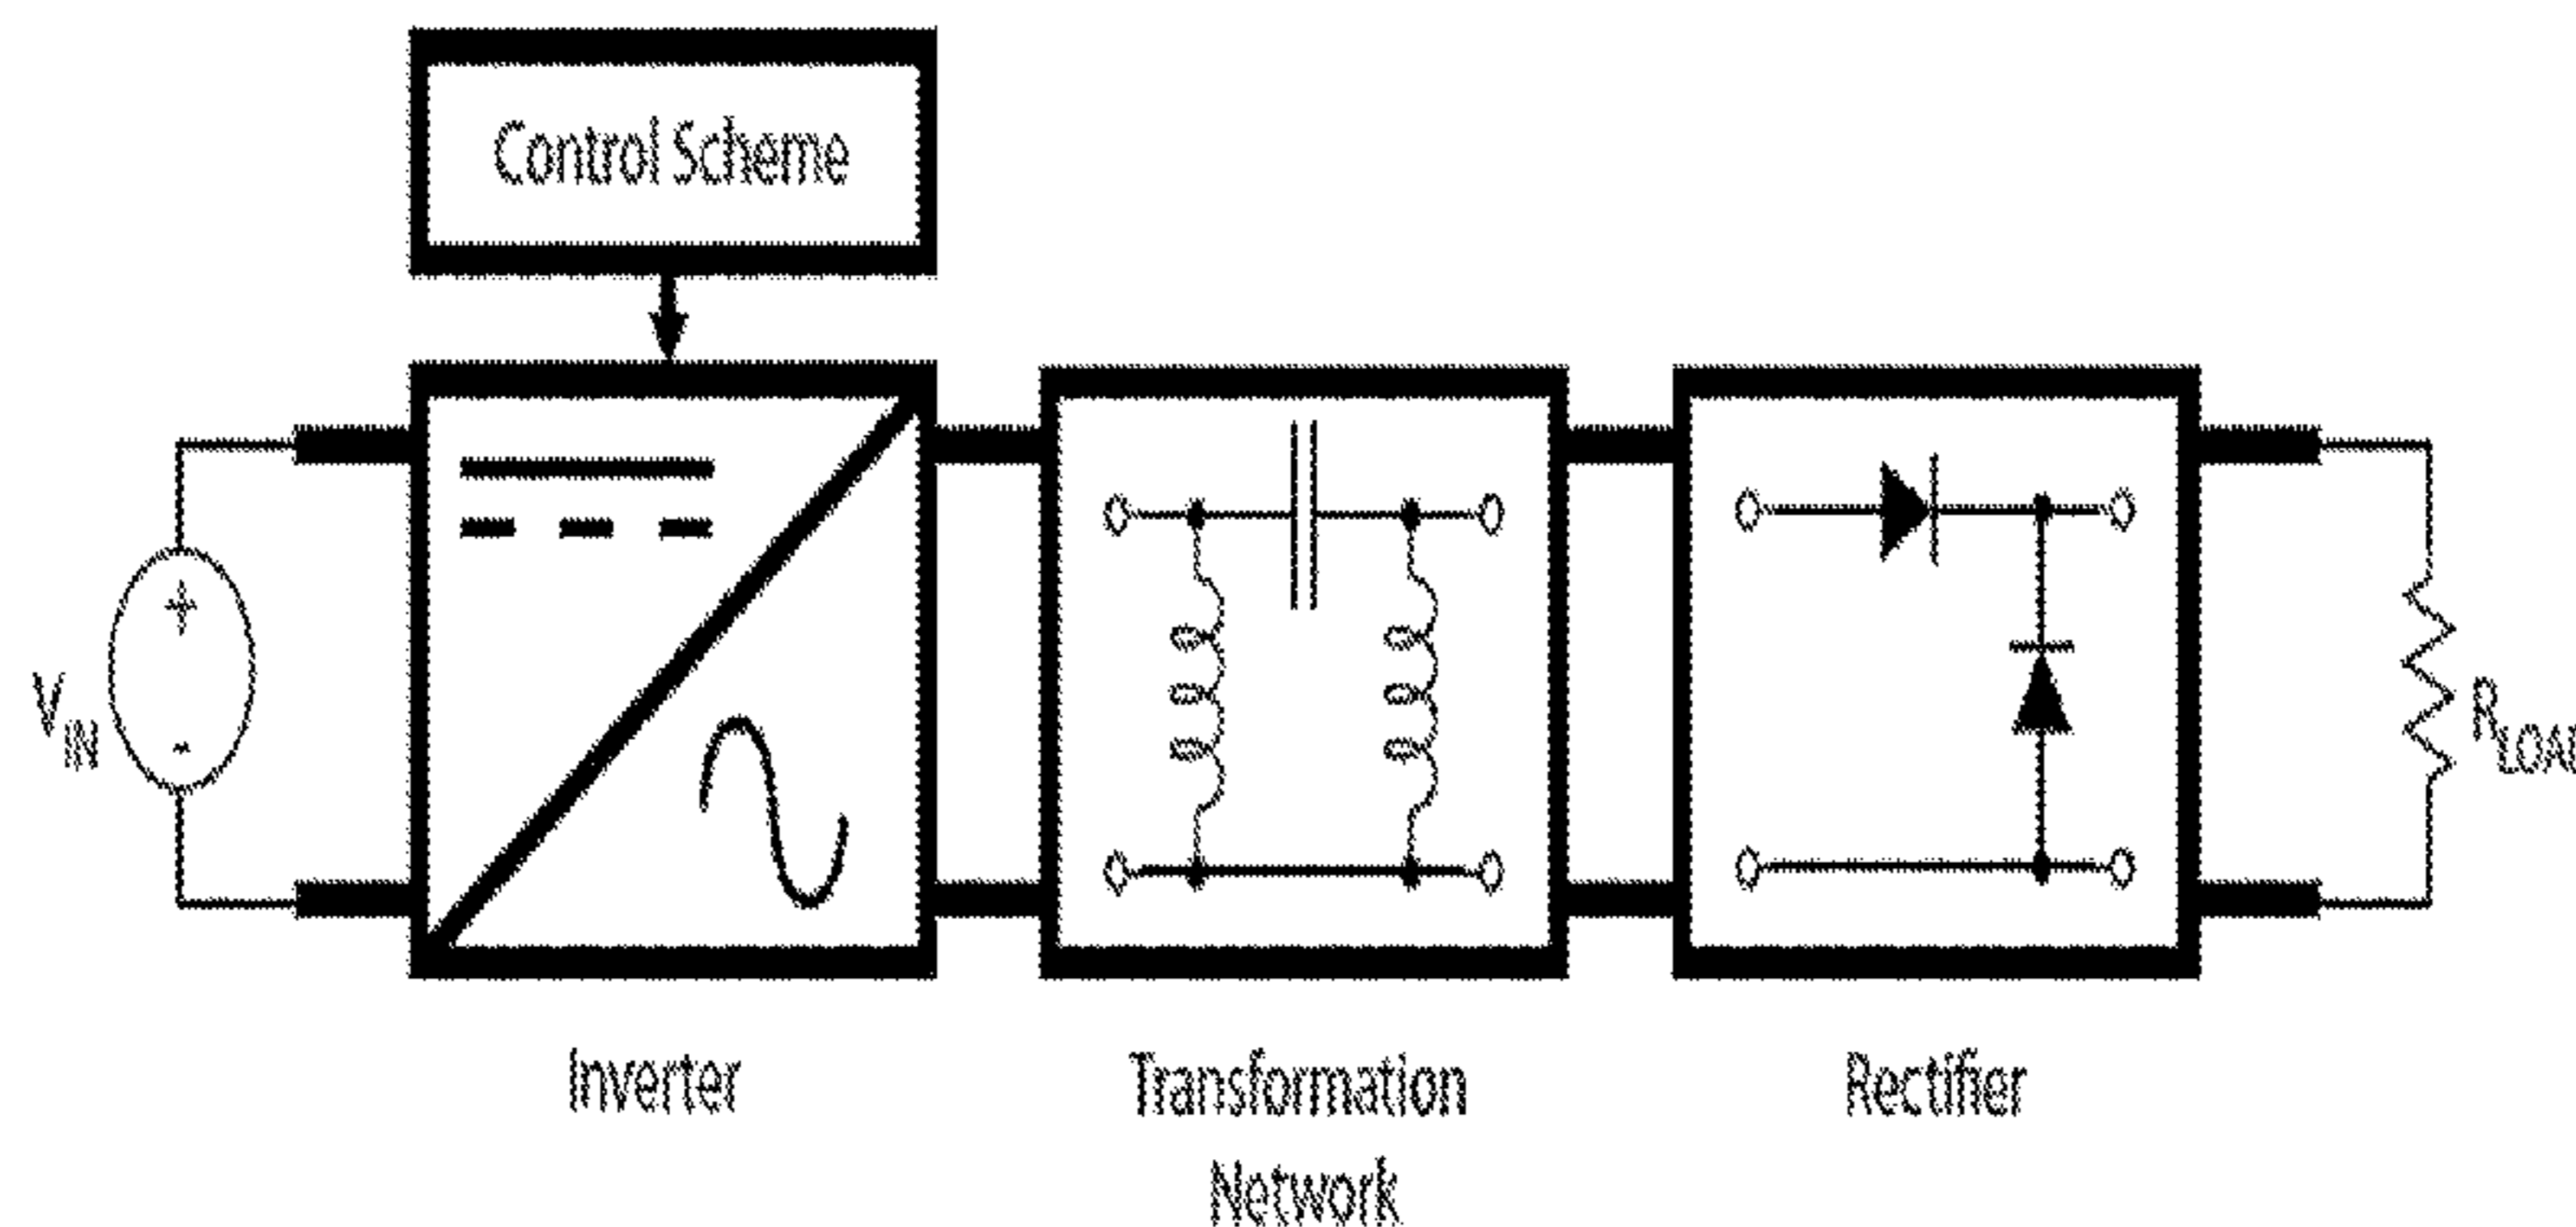 Control Scheme
+
-
V_IN
R_LOA
Inverter
Transformation
Network
Rectifier